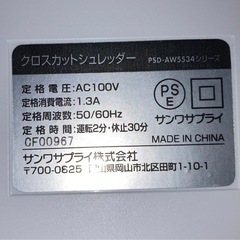 クロスカットシュレッダー PSD-AW5534シリーズ
定格電圧：AC100V
定格消費電流：1.3A
定格周波数：50/60Hz
定格時間：運転2分・休止30分
CF00967
PS
E
サンワサプライ
MADE IN CHINA
サンワサプライ株式会社
〒700-0625 岡山県岡山市北区田町1-10-1